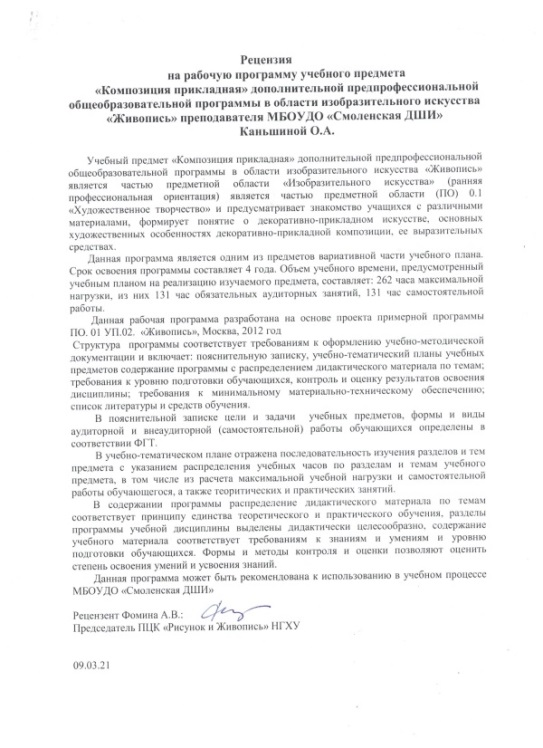 Рецензия
на рабочую программу учебного предмета
«Композиция прикладная» дополнительной предпрофессиональной
общеобразовательной программы в области изобразительного искусства
«Живопись» преподавателя МБОУДО «Смоленская ДШИ»
Каньшиной О.А.
Учебный предмет «Композиция прикладная» дополнительной предпрофессиональной
общеобразовательной программы в области изобразительного искусства «Живопись»
является частью предметной области «Изобразительного искусства» (ранняя
профессиональная ориентация) является частью предметной области (ПО) 0.1
«Художественное творчество» и предусматривает знакомство учащихся с различными
материалами, формирует понятие о декоративно-прикладном искусстве, основных
художественных особенностях декоративно-прикладной композиции, ее выразительных
средствах.
Данная программа является одним из предметов вариативной части учебного плана.
Срок освоения программы составляет 4 года. Объем учебного времени, предусмотренный
учебным планом на реализацию изучаемого предмета, составляет: 262 часа максимальной
нагрузки, из них 131 час обязательных аудиторных занятий, 131 час самостоятельной
работы.
Данная рабочая программа разработана на основе проекта примерной программы
ПО. 01 УП.02. «Живопись», Москва, 2012 год
Структура программы соответствует требованиям к оформлению учебно-методической
документации и включает: пояснительную записку, учебно-тематический планы учебных
предметов содержание программы с распределением дидактического материала по темам;
требования к уровню подготовки обучающихся, контроль и оценку результатов освоения
дисциплины; требования к минимальному материально-техническому обеспечению;
список литературы и средств обучения.
В пояснительной записке цели и задачи учебных предметов, формы и виды
аудиторной и внеаудиторной (самостоятельной) работы обучающихся определены в
соответствии ФГТ.
В учебно-тематическом плане отражена последовательность изучения разделов и тем
предмета с указанием распределения учебных часов по разделам и темам учебного
предмета, в том числе из расчета максимальной учебной нагрузки и самостоятельной
работы обучающегося, а также теоритических и практических занятий.
В содержании программы распределение дидактического материала по темам
соответствует принципу единства теоретического и практического обучения, разделы
программы учебной дисциплины выделены дидактически целесообразно, содержание
учебного материала соответствует требованиям к знаниям и умениям и уровню
подготовки обучающихся. Формы и методы контроля и оценки позволяют оценить
степень освоения умений и усвоения знаний.
Данная программа может быть рекомендована к использованию в учебном процессе
МБОУДО «Смоленская ДШИ»
Рецензент Фомина А.В.:
Председатель ПЦК «Рисунок и Живопись» НГХУ
09.03.21